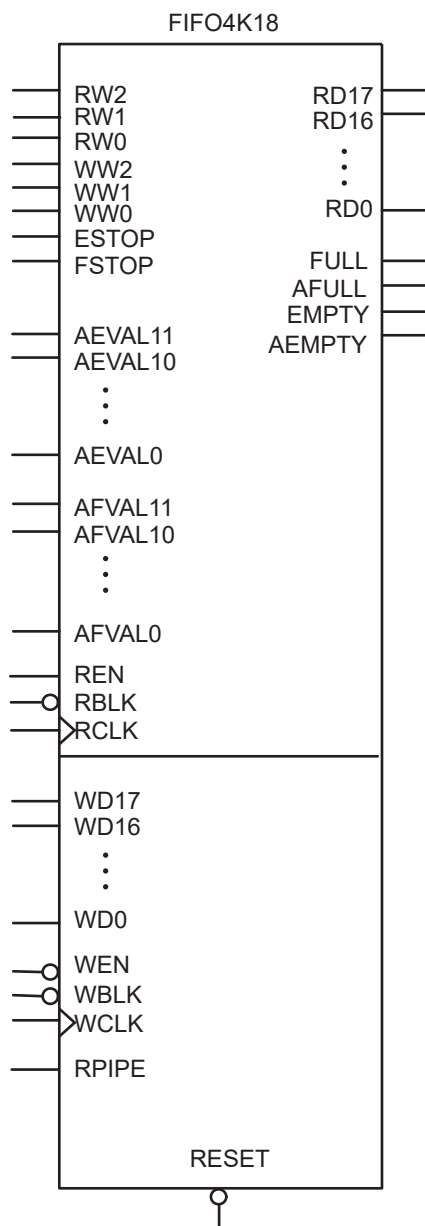 FIFO4K18
RW2
RW1
RW0
WW2
WW1
WW0
ESTOP
FSTOP
AEVAL11
AEVAL10
AEVAL0
AFVAL11
AFVAL10
AFVAL0
REN
RBLK
RCLK
RD17
RD16
RD0
FULL
AFULL
EMPTY
AEMPTY
WD17
WD16
WD0
WEN
WBLK
WCLK
RPIPE
RESET